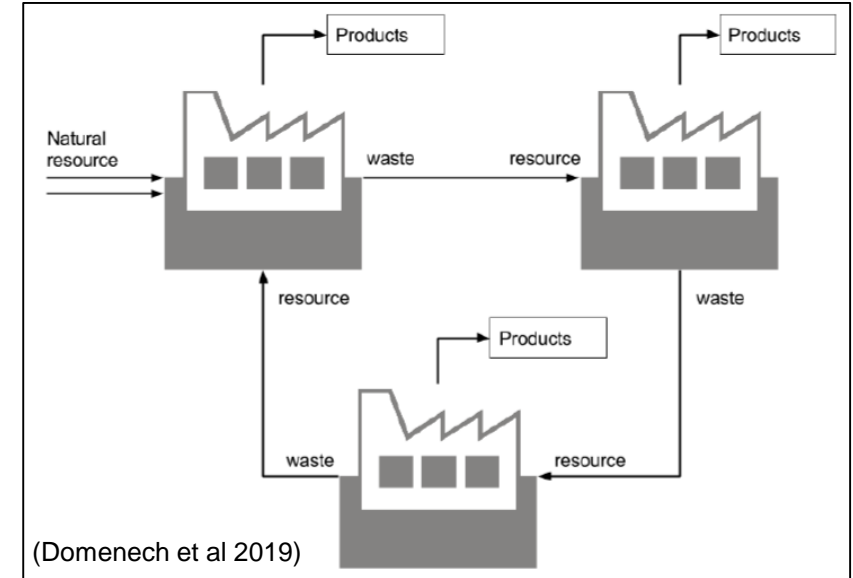 Products
Products
Natural
resource
waste
resource
resource
waste
Products
waste
resource
(Domenech et al 2019)